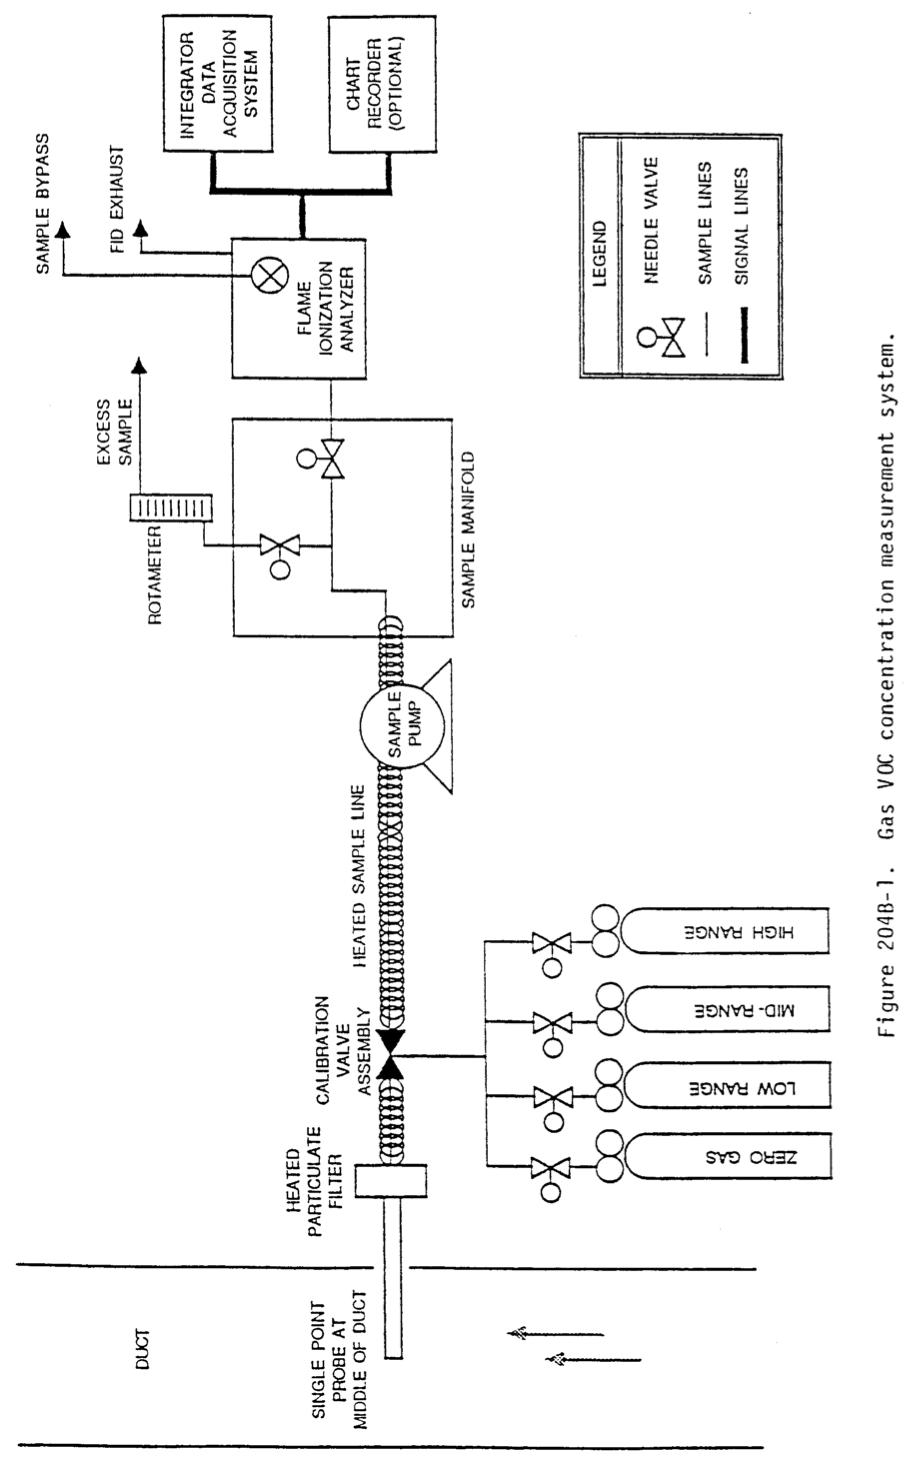 DUCT
SINGLE POINT
PROBE AT
MIDDLE OF DUCT
HEATED
PARTICULATE
FILTER
CALIBRATION
VALVE
ASSEMBLY
HEATED SAMPLE LINE
SAMPLE
PUMP
ZERO GAS
LOW RANGE
MID-RANGE
HIGH RANGE
ROTAMETER
EXCESS
SAMPLE
SAMPLE MANIFOLD
SAMPLE BYPASS
FID EXHAUST
FLAME
IONIZATION
ANALYZER
INTEGRATOR
DATA
ACQUISITION
SYSTEM
CHART
RECORDER
(OPTIONAL)
LEGEND
NEEDLE VALVE
SAMPLE LINES
SIGNAL LINES
Figure 204B-1. Gas VOC concentration measurement system.